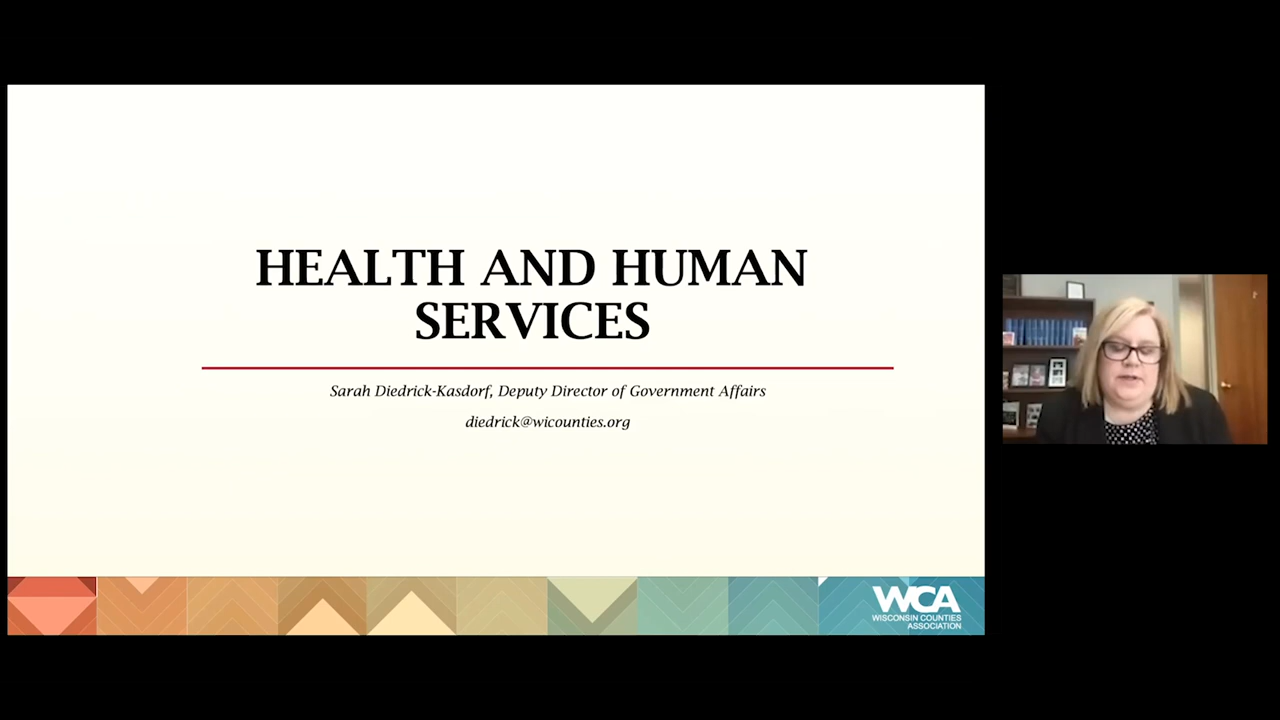 HEALTH AND HUMAN
SERVICES
Sarah Diedrick-Kasdorf, Deputy Director of Government Affairs
diedrick@wicounties.org
WCA
WISCONSIN COUNTIES
ASSOCIATION